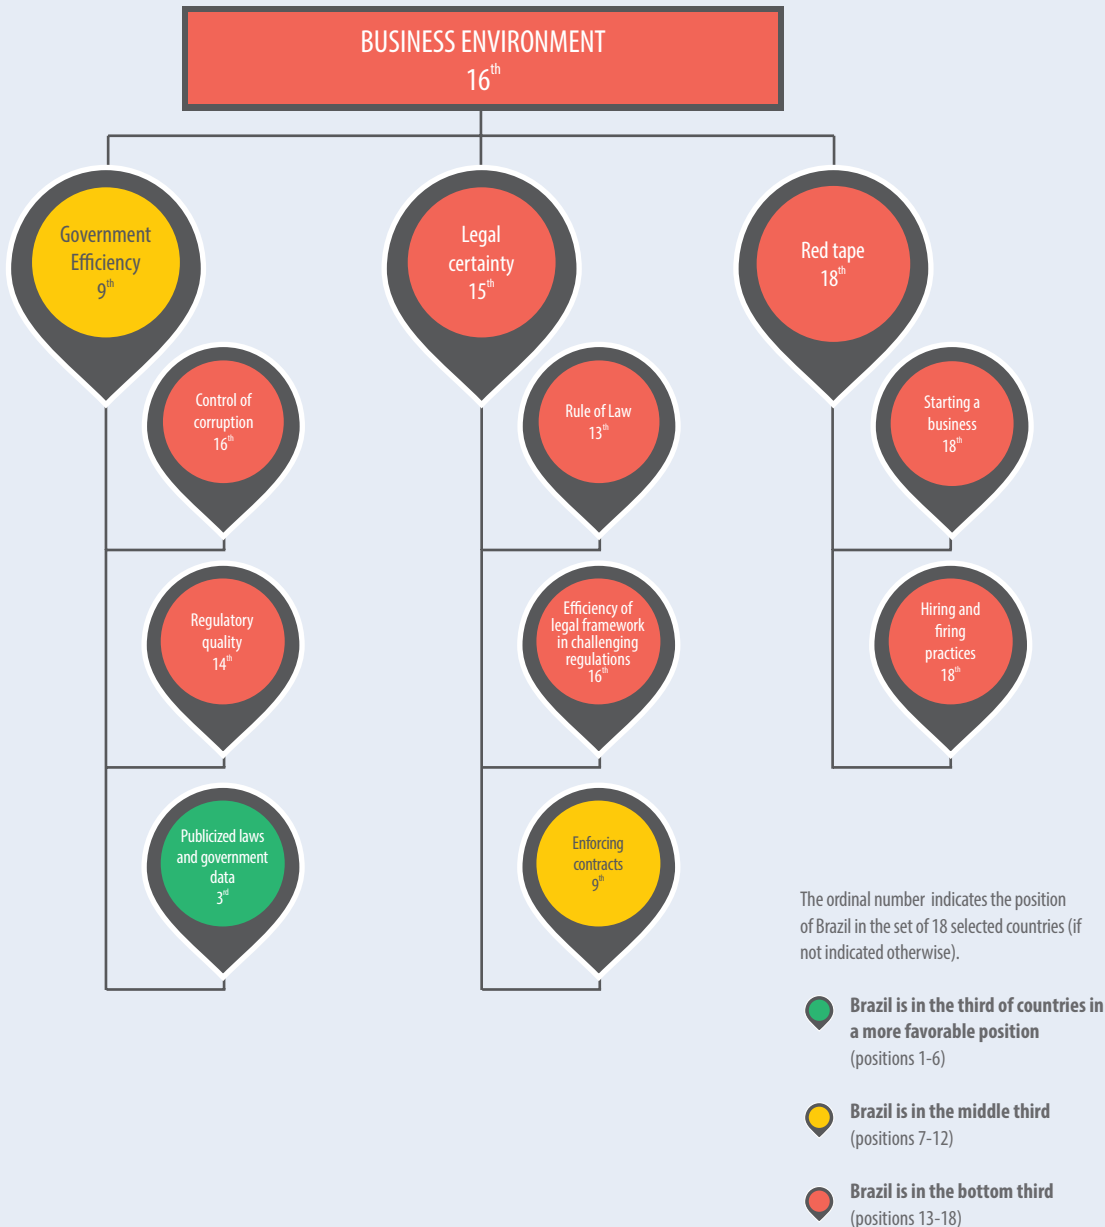 BUSINESS ENVIRONMENT
16th
Government
Efficiency
9th
Legal
certainty
15th
Red tape
18th
Control of
corruption
16th
Rule of Law
13th
Starting a
business
18th
Regulatory
quality
14th
Efficiency of
legal framework
in challenging
regulations
16th
Hiring and
firing
practices
18th
Publicized laws
and government
data
3rd
Enforcing
contracts
9th
The ordinal number indicates the position
of Brazil in the set of 18 selected countries (if
not indicated otherwise).
Brazil is in the third of countries in
a more favorable position
(positions 1-6)
Brazil is in the middle third
(positions 7-12)
Brazil is in the bottom third
(positions 13-18)